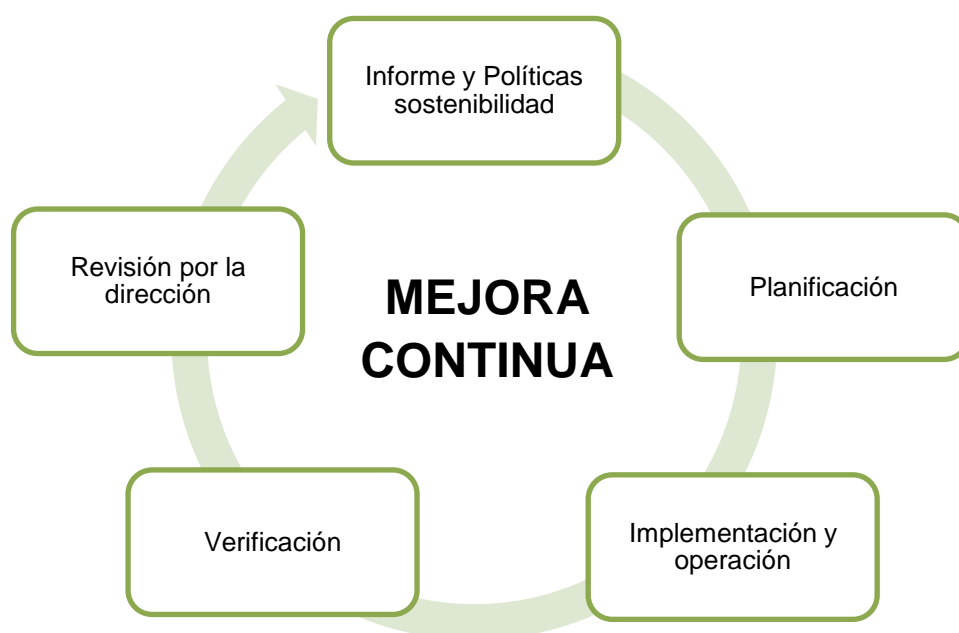 Informe y Políticas
sostenibilidad
Planificación
Implementación y
operación
Verificación
Revisión por la
dirección
MEJORA
CONTINUA